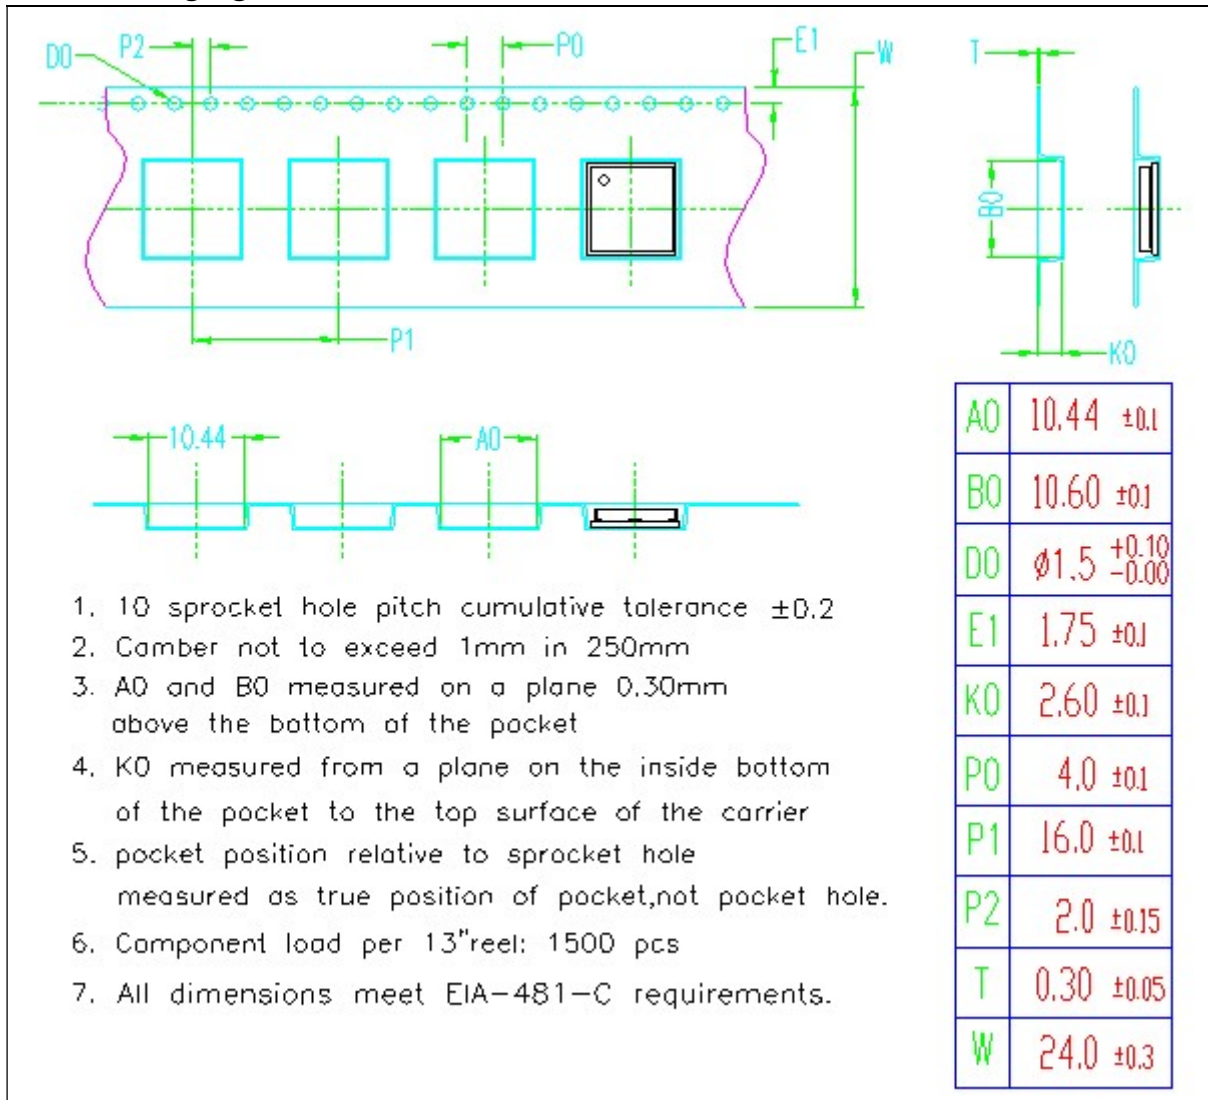 D0
P2
P0
E1
W
T
B0
P1
K0
10.44
A0
1. 10 sprocket hole pitch cumulative tolerance ±0.2
2. Camber not to exceed 1mm in 250mm
3. A0 and B0 measured on a plane 0.30mm
above the bottom of the pocket
4. K0 measured from a plane on the inside bottom
of the pocket to the top surface of the carrier
5. pocket position relative to sprocket hole
measured as true position of pocket,not pocket hole.
6. Component load per 13"reel: 1500 pcs
7. All dimensions meet EIA-481-C requirements.
A0 10.44 ±0.1
B0 10.60 ±0.1
D0 ø1.5 +0.10 -0.00
E1 1.75 ±0.1
K0 2.60 ±0.1
P0 4.0 ±0.1
P1 16.0 ±0.1
P2 2.0 ±0.15
T 0.30 ±0.05
W 24.0 ±0.3